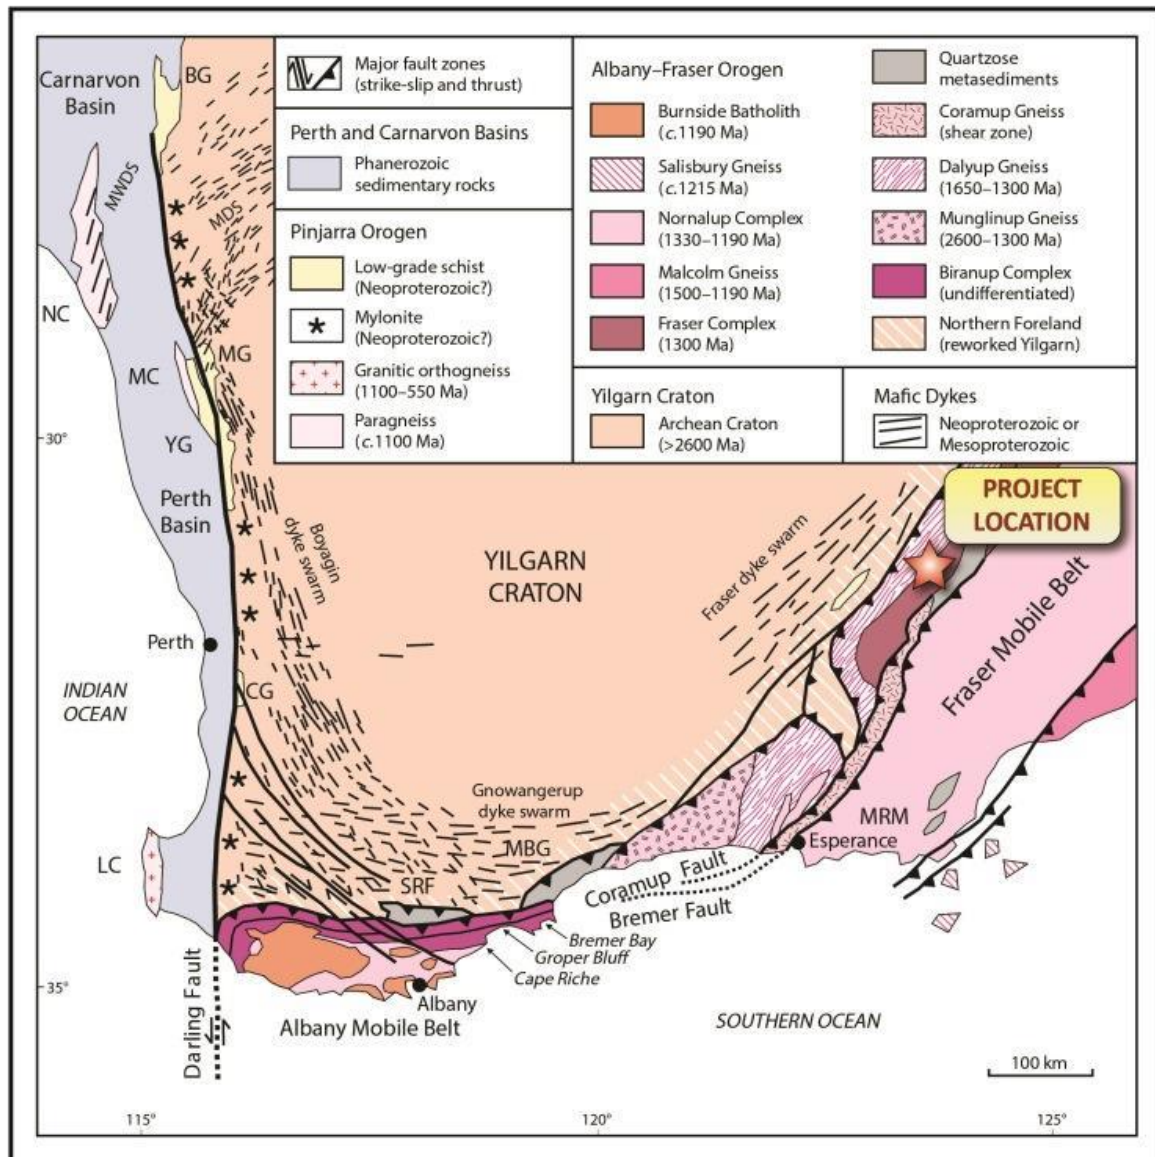 Carnarvon
Basin
BG
MWDS
MDS
NC
MC
MG
YG
30°
Perth
Basin
Boyagin
dyke swarm
Perth
INDIAN
OCEAN
CG
LC
Major fault zones
(strike-slip and thrust)
Perth and Carnarvon Basins
Phanerozoic
sedimentary rocks
Pinjarra Orogen
Low-grade schist
(Neoproterozoic?)
Mylonite
(Neoproterozoic?)
Granitic orthogneiss
(1100–550 Ma)
Paragneiss
(c.1100 Ma)
Albany–Fraser Orogen
Burnside Batholith
(c.1190 Ma)
Salisbury Gneiss
(c.1215 Ma)
Nornalup Complex
(1330–1190 Ma)
Malcolm Gneiss
(1500–1190 Ma)
Fraser Complex
(1300 Ma)
Quartzose
metasediments
Coramup Gneiss
(shear zone)
Dalyup Gneiss
(1650–1300 Ma)
Munglinup Gneiss
(2600–1300 Ma)
Biranup Complex
(undifferentiated)
Northern Foreland
(reworked Yilgarn)
Yilgarn Craton
Archean Craton
(>2600 Ma)
Mafic Dykes
Neoproterozoic or
Mesoproterozoic
PROJECT
LOCATION
YILGARN
CRATON
Fraser dyke swarm
Fraser Mobile Belt
Gnowangerup
dyke swarm
MBG
SRF
MRM
Esperance
Coramup Fault
Bremer Fault
Bremer Bay
Groper Bluff
Cape Riche
35°
Albany
Darling Fault
Albany Mobile Belt
SOUTHERN OCEAN
100 km
115°
120°
125°